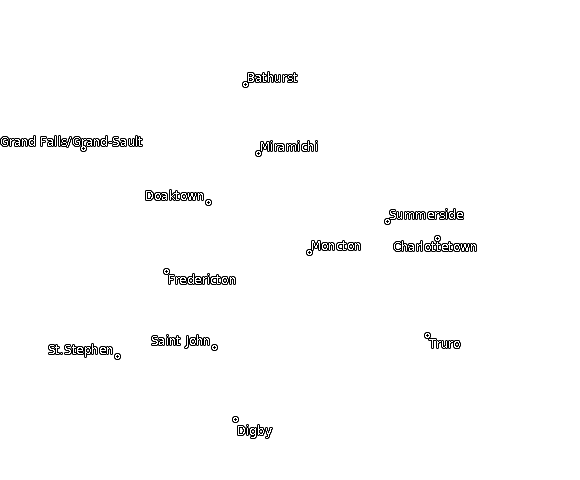 Bathurst
Grand Falls/Grand-Sault
Miramichi
Doaktown
Summerside
Moncton
Charlottetown
Fredericton
Saint John
Truro
St.Stephen
Digby